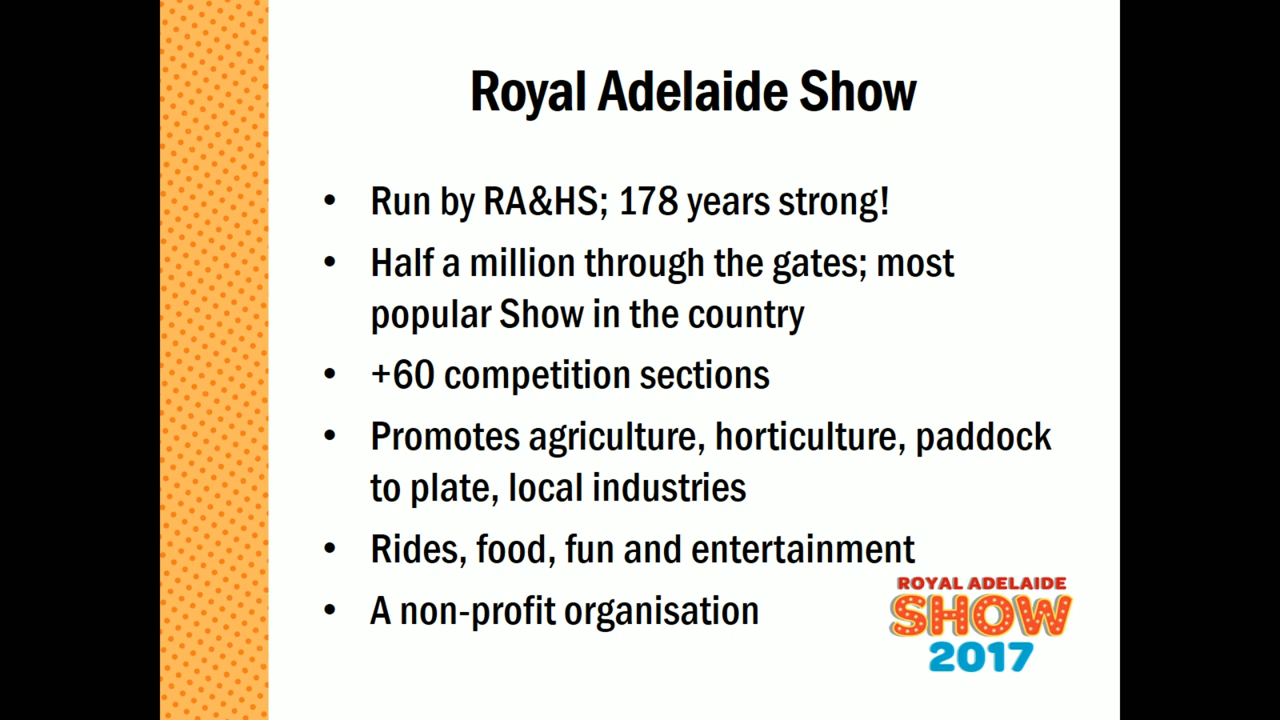 Royal Adelaide Show
• Run by RA&HS; 178 years strong!
• Half a million through the gates; most
popular Show in the country
• +60 competition sections
• Promotes agriculture, horticulture, paddock
to plate, local industries
• Rides, food, fun and entertainment
• A non-profit organisation
ROYAL ADELAIDE
SHOW
2017